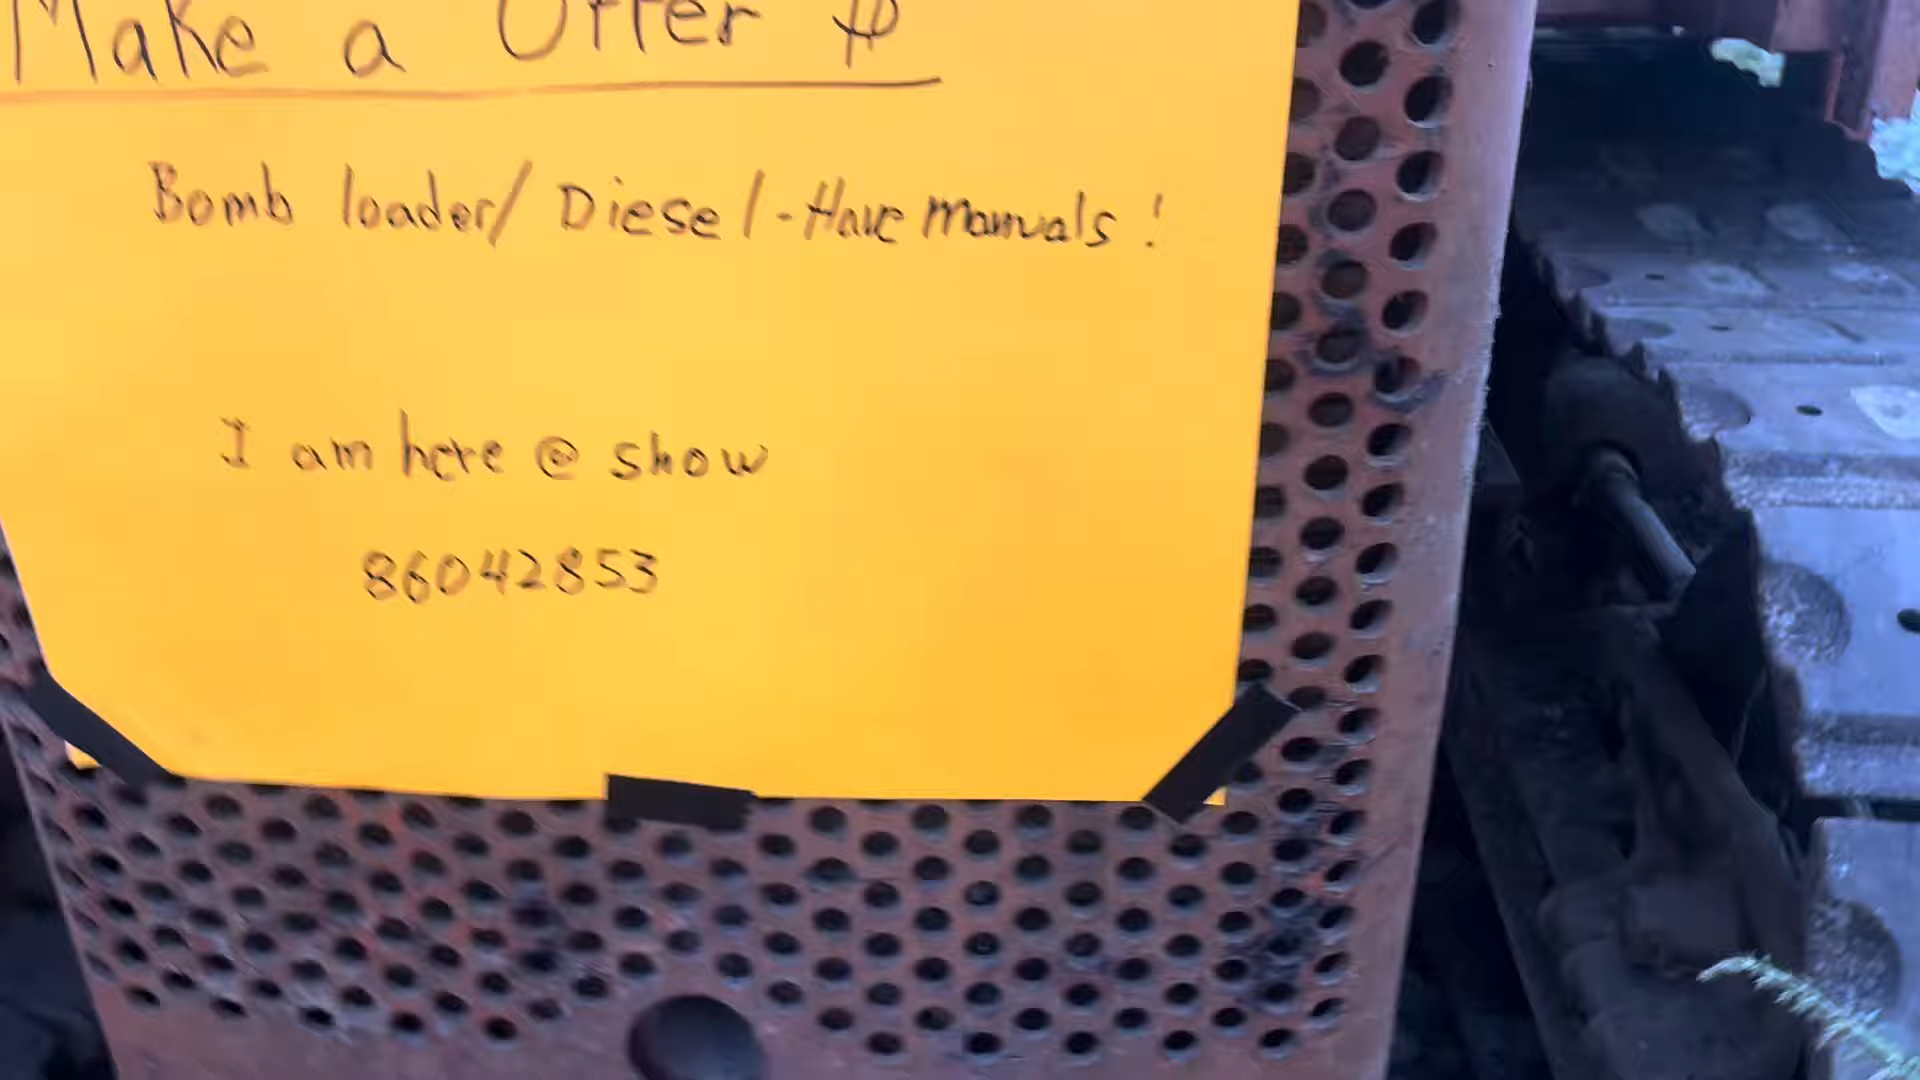 Make a Offer $
Bomb loader/ Diesel - Have Manuals!
I am here @ show
86042853